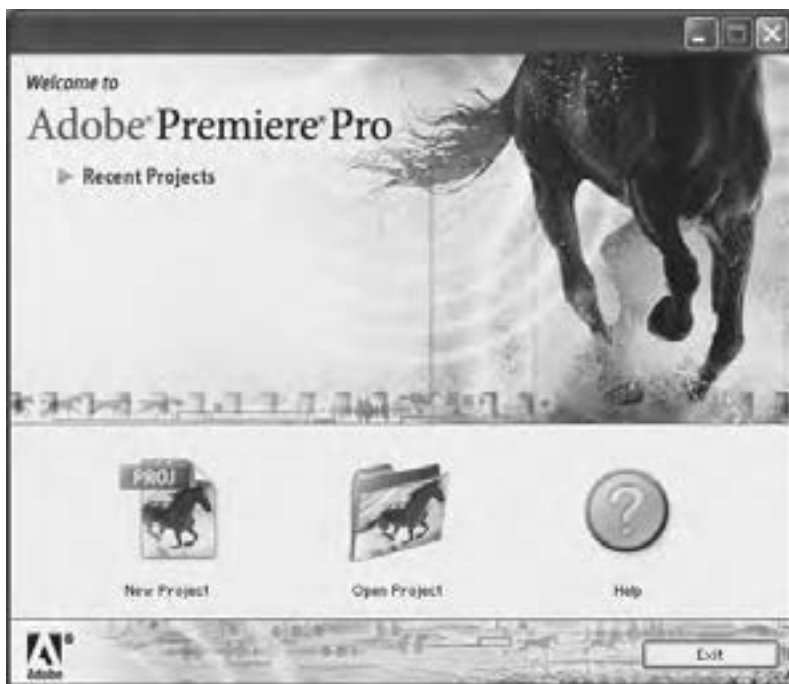 Welcome to
Adobe® Premiere® Pro
Recent Projects
PROJ
New Project
Open Project
Help
Adobe®
Exit